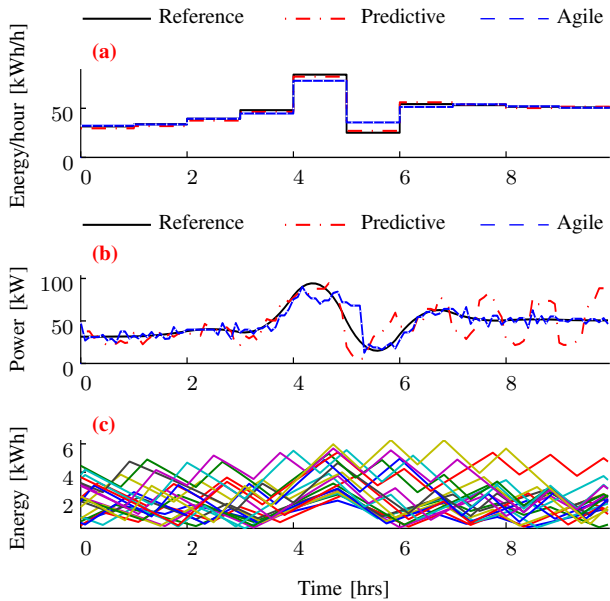 Reference Predictive Agile
(a)
Energy/hour [kWh/h]
50
0
0 2 4 6 8
Reference Predictive Agile
(b)
Power [kW]
100
50
0
0 2 4 6 8
(c)
Energy [kWh]
6
4
2
0 2 4 6 8
Time [hrs]